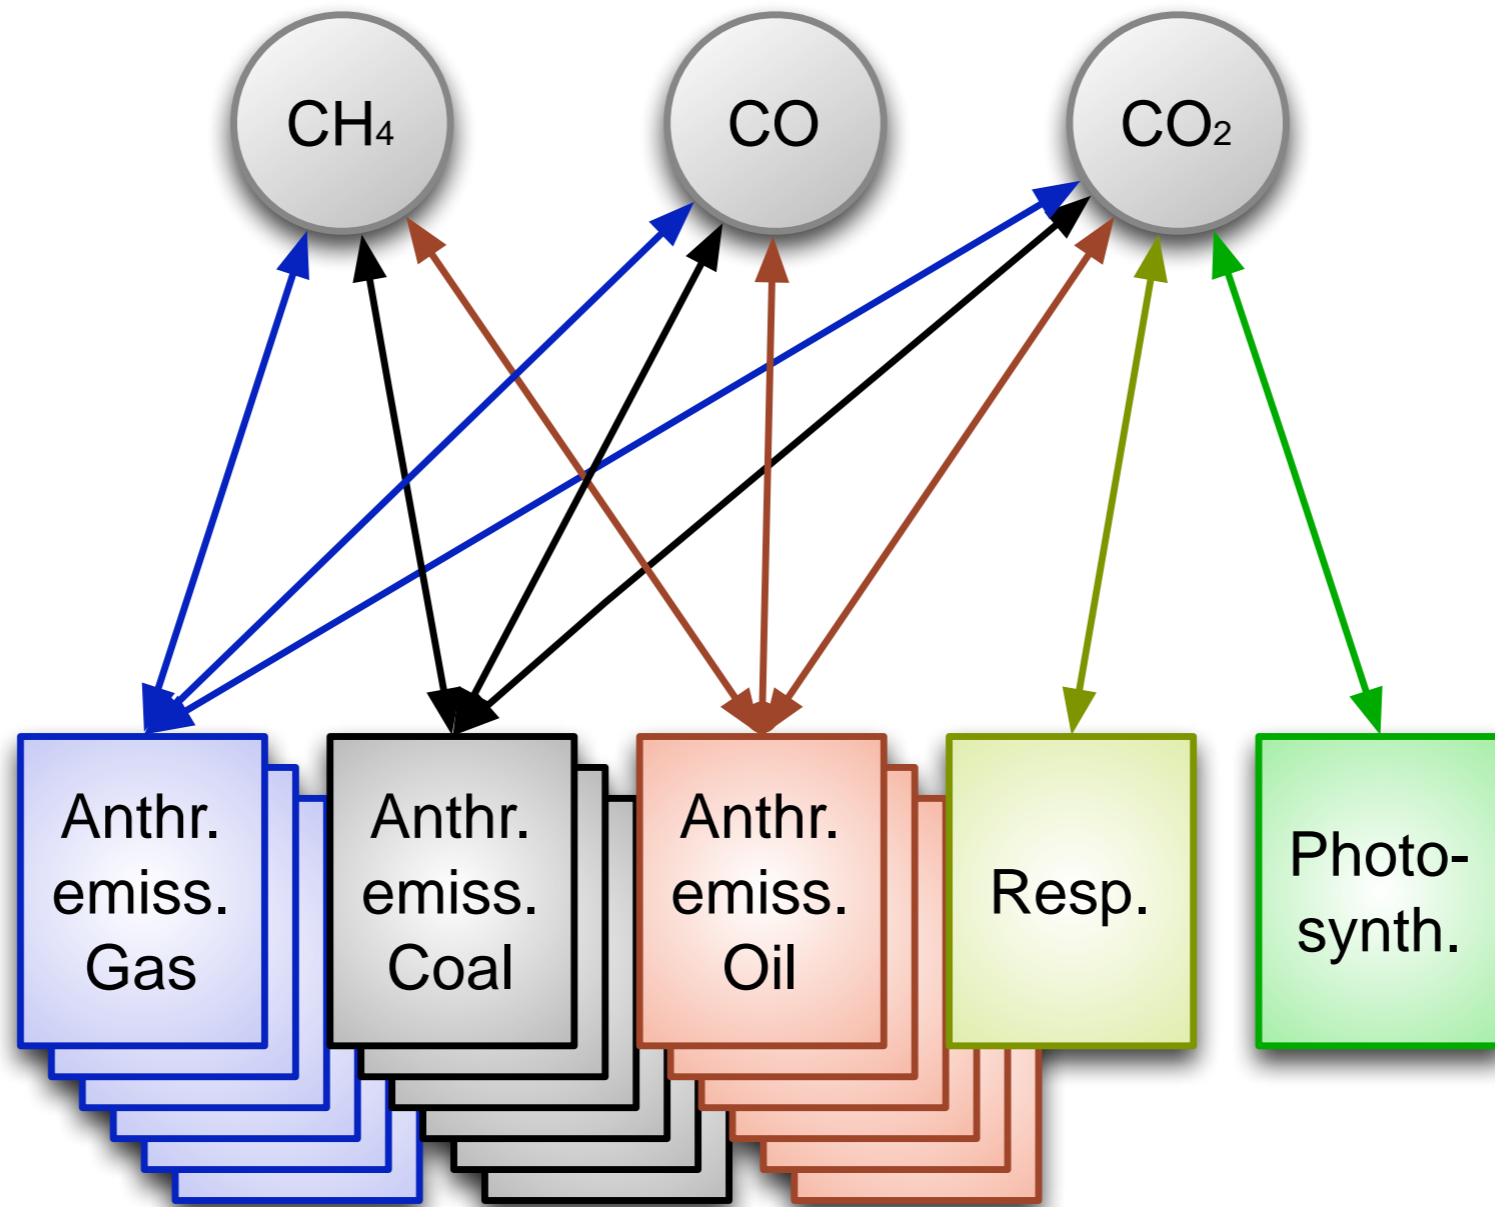 CH₄
CO
CO₂
Anthr.
emiss.
Gas
Anthr.
emiss.
Coal
Anthr.
emiss.
Oil
Resp.
Photo-
synth.